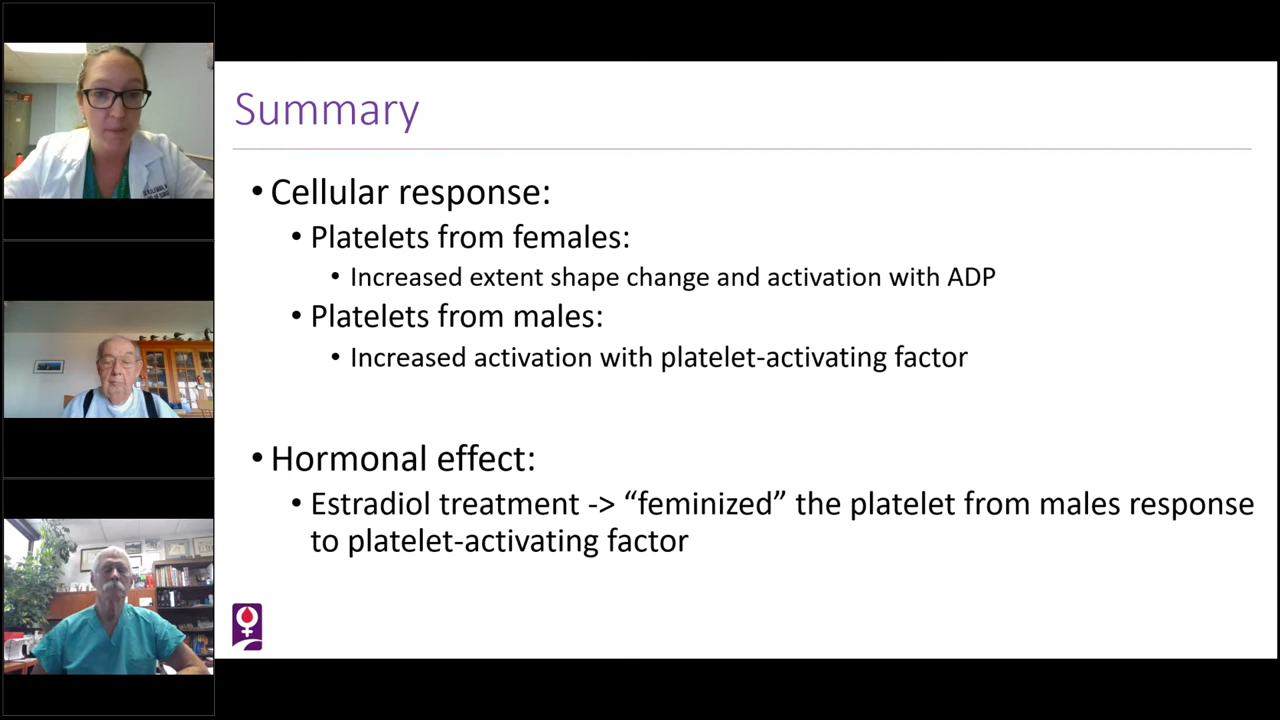 Summary
• Cellular response:
• Platelets from females:
• Increased extent shape change and activation with ADP
• Platelets from males:
• Increased activation with platelet-activating factor
• Hormonal effect:
• Estradiol treatment -> “feminized” the platelet from males response
to platelet-activating factor